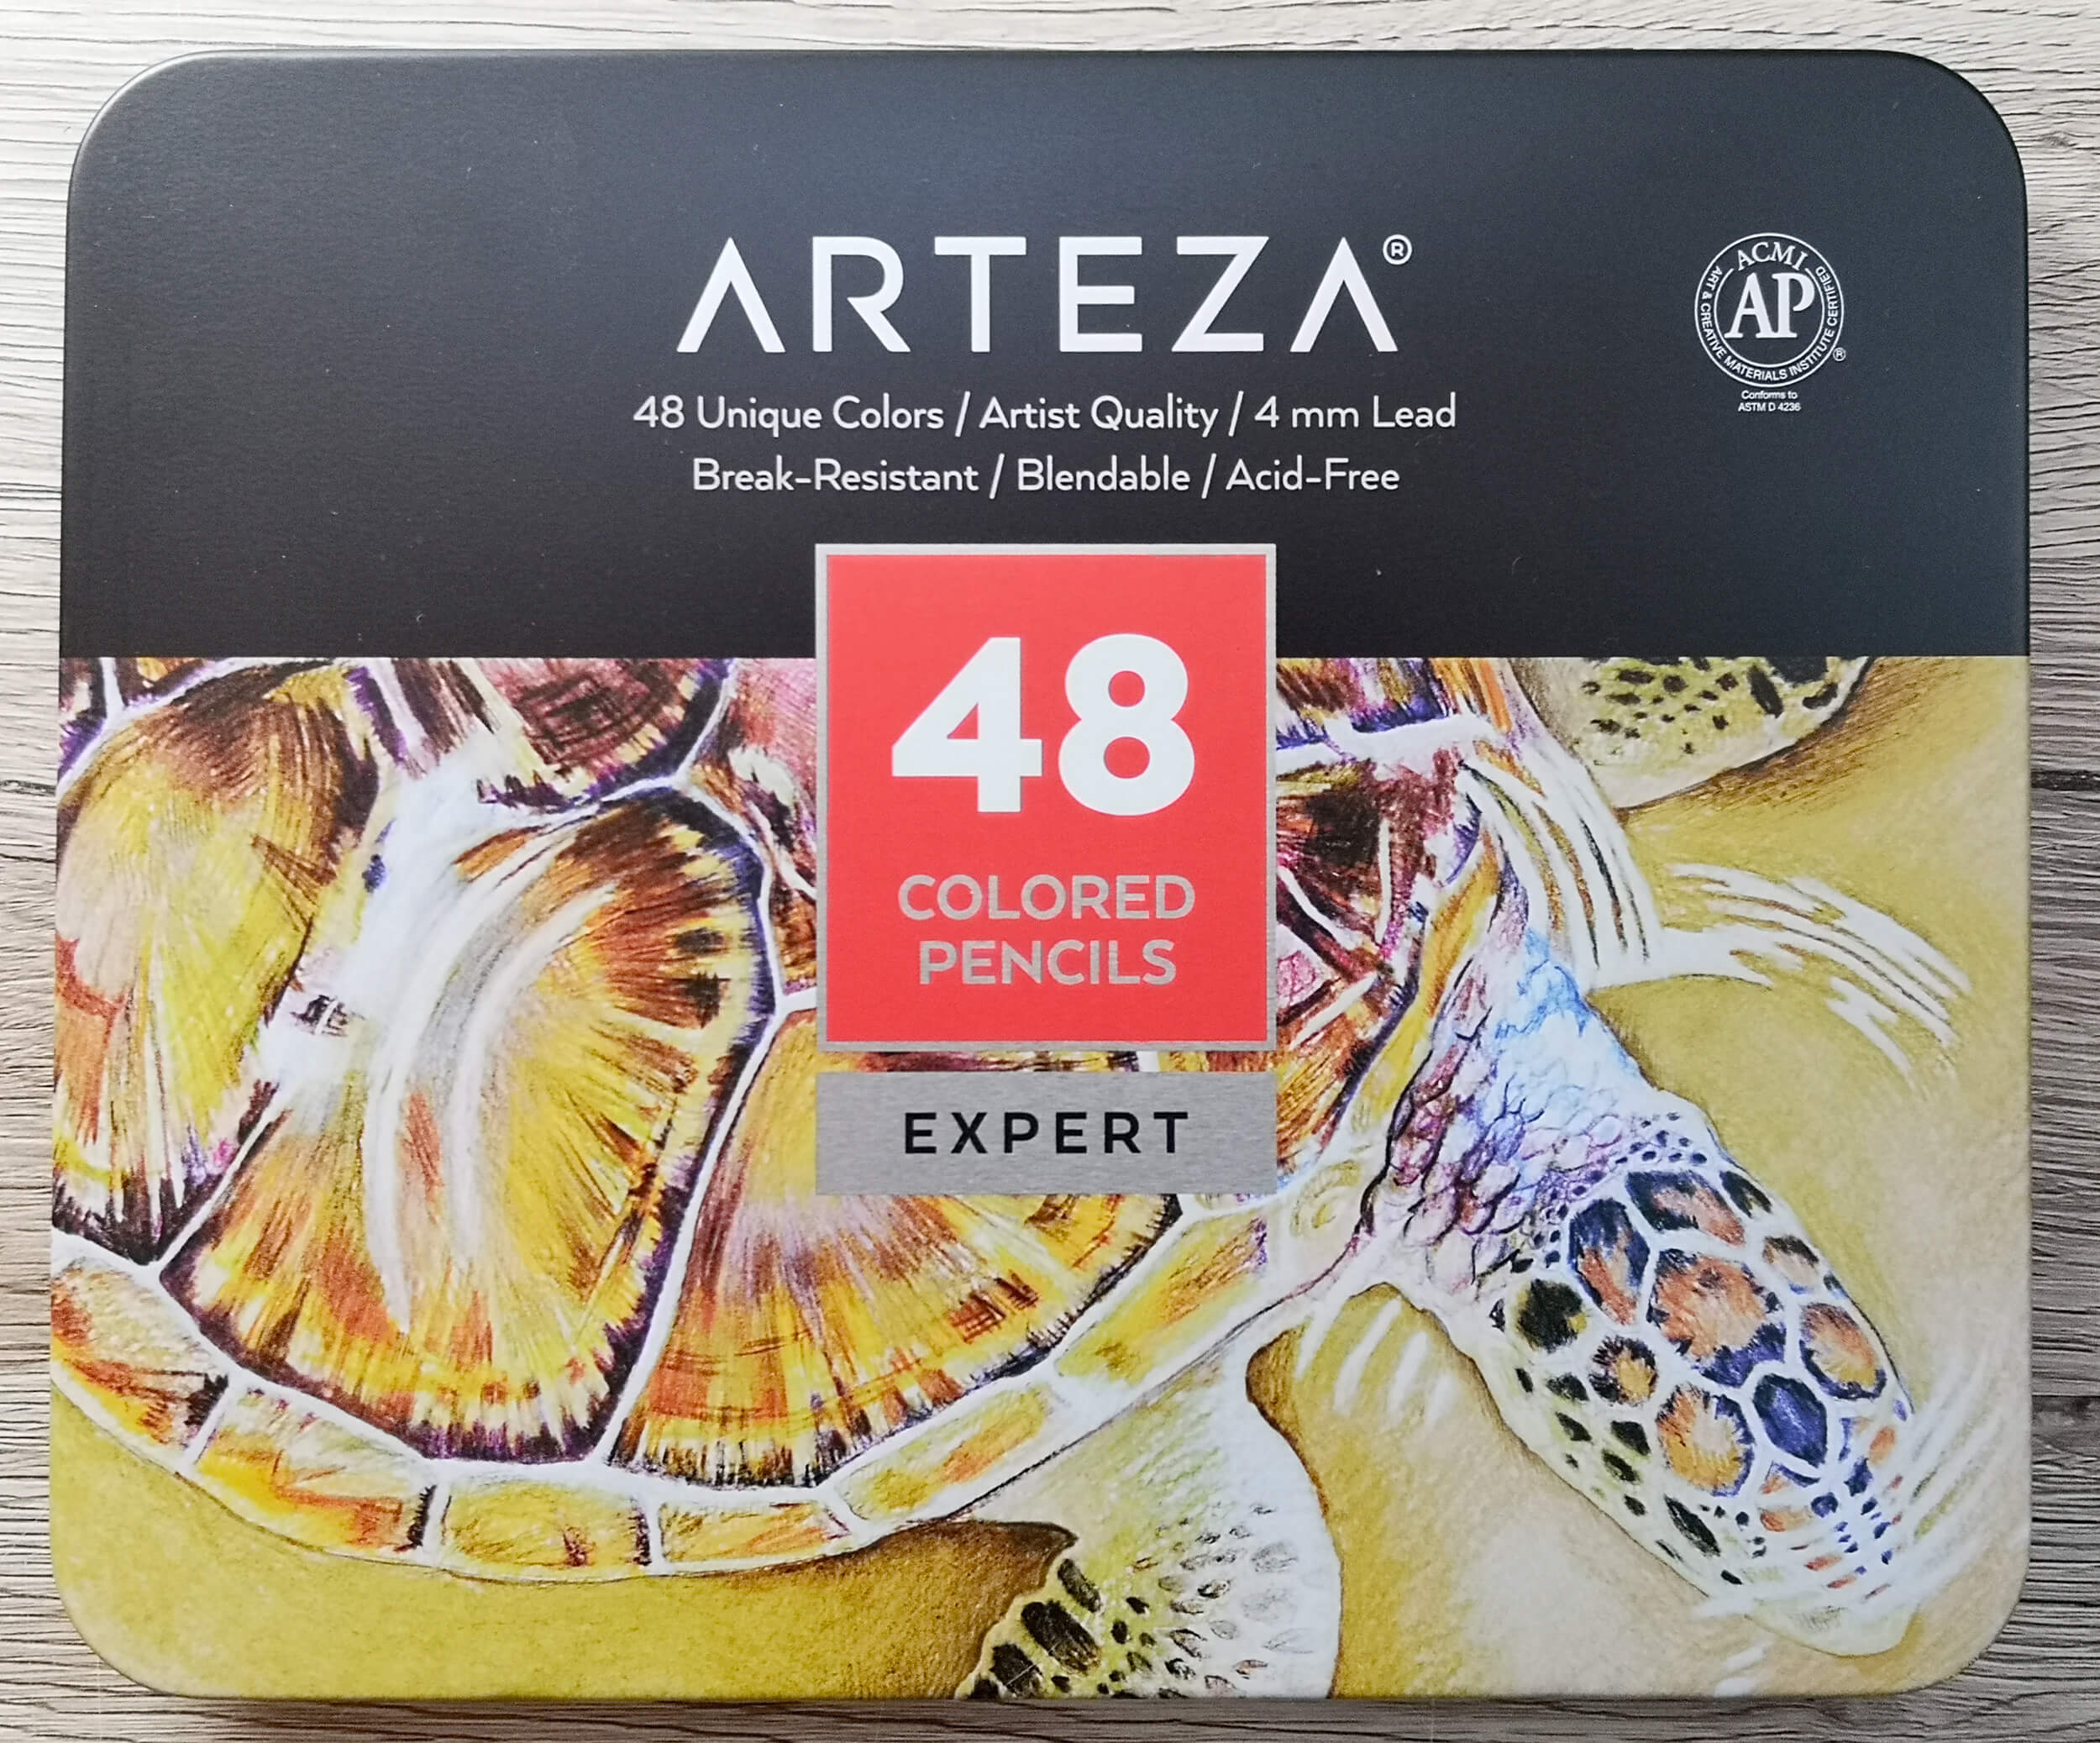 ARTEZA®
48 Unique Colors / Artist Quality / 4 mm Lead
Break-Resistant / Blendable / Acid-Free
ACMI
AP
ART & CREATIVE MATERIALS INSTITUTE CERTIFIED
®
Conforms to
ASTM D 4236
48
COLORED
PENCILS
EXPERT